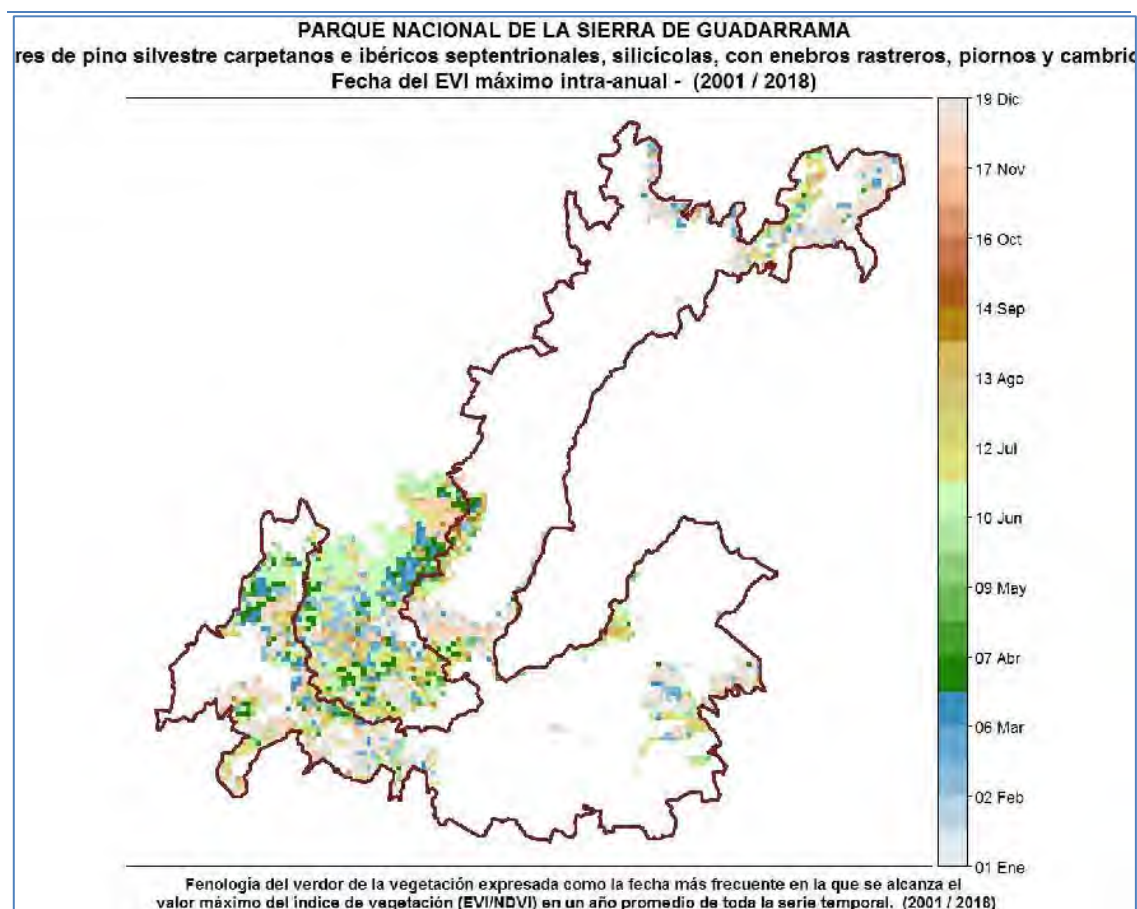 PARQUE NACIONAL DE LA SIERRA DE GUADARRAMA
res de pino silvestre carpetanos e ibéricos septentrionales, silicícolas, con enebros rastreros, piornos y cambric
Fecha del EVI máximo intra-anual - (2001 / 2018)
19 Dic
17 Nov
16 Oct
14 Sep
13 Ago
12 Jul
10 Jun
09 May
07 Abr
06 Mar
02 Feb
01 Ene
Fenología del verdor de la vegetación expresada como la fecha más frecuente en la que se alcanza el
valor máximo del índice de vegetación (EVI/NDVI) en un año promedio de toda la serie temporal. (2001 / 2018)